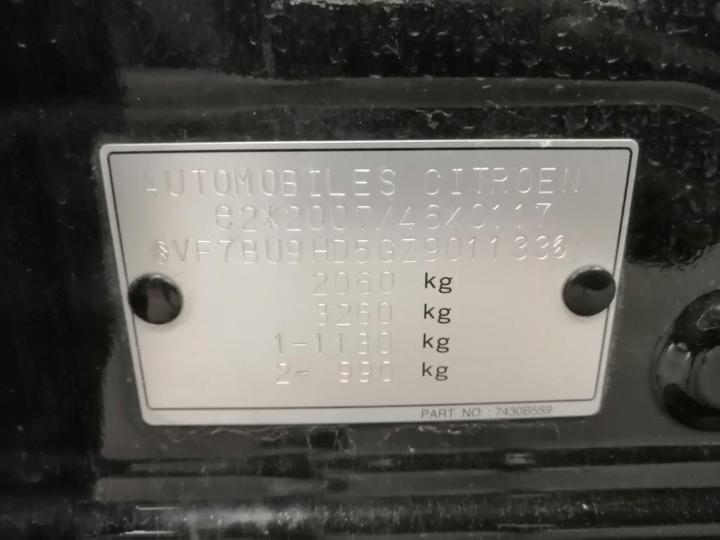 AUTOMOBILES CITROEN
e2*2007/46*0117
*VF7BU9HD5GZ901133*
2060 kg
3260 kg
1-1130 kg
2- 990 kg
PART NO. : 7430B559